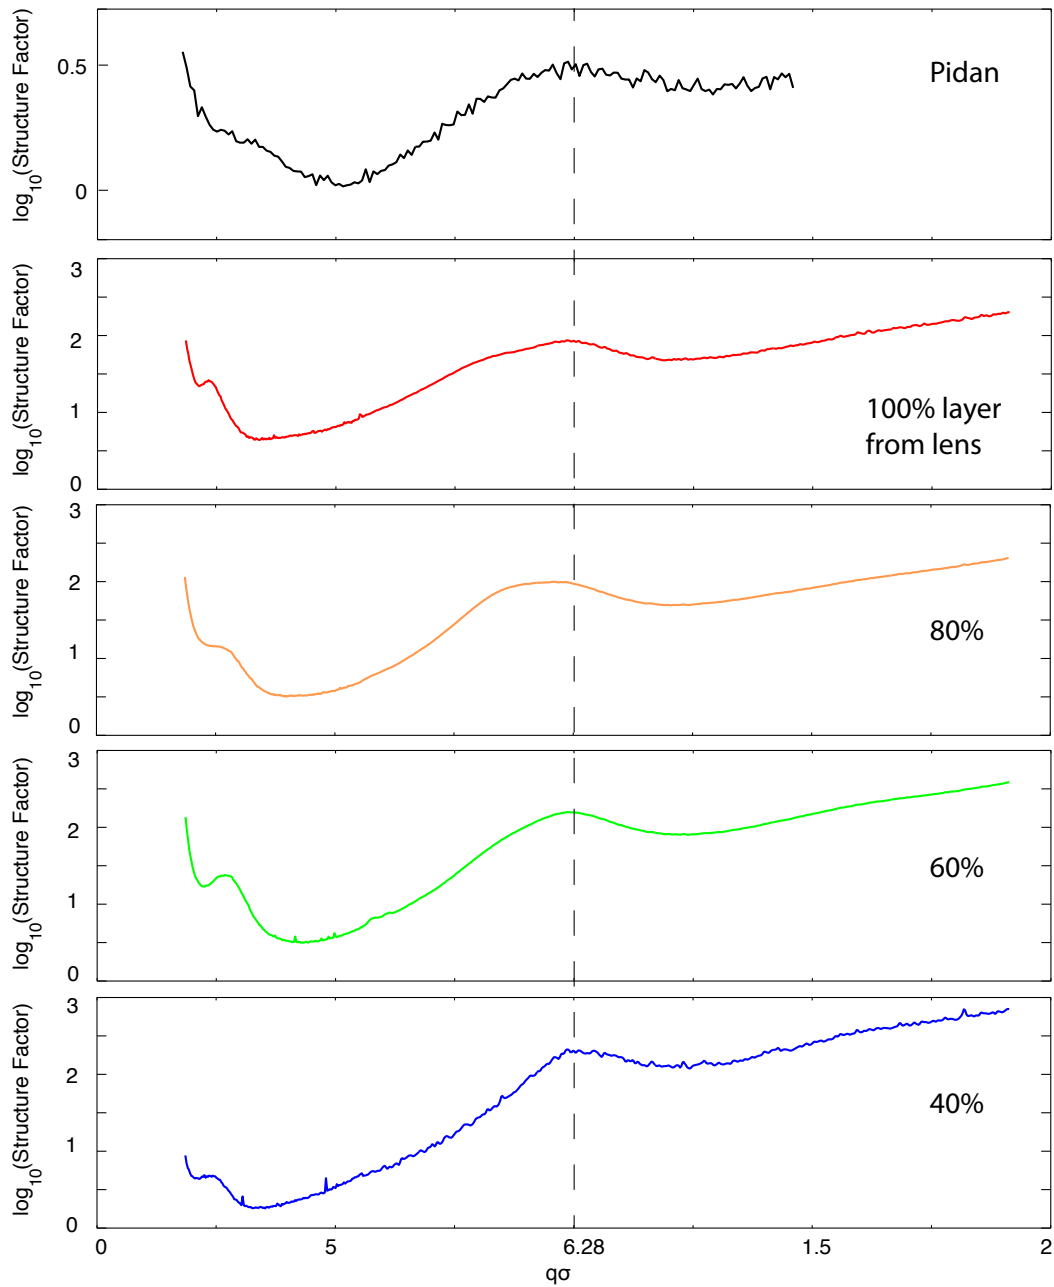 log10(Structure Factor)
0.5
0
Pidan
log10(Structure Factor)
3
2
1
0
100% layer
from lens
log10(Structure Factor)
3
2
1
0
80%
log10(Structure Factor)
3
2
1
0
60%
log10(Structure Factor)
3
2
1
0
40%
0 5 6.28 1.5 2
qσ